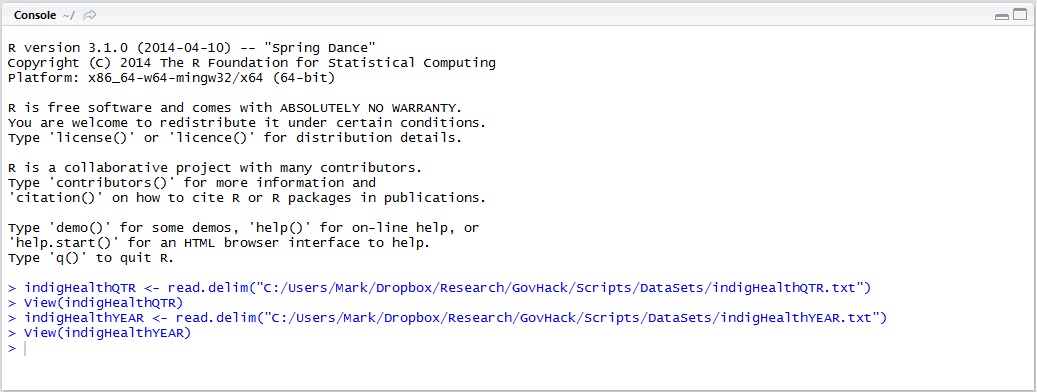 Console ~/
R version 3.1.0 (2014-04-10) -- "Spring Dance"
Copyright (C) 2014 The R Foundation for Statistical Computing
Platform: x86_64-w64-mingw32/x64 (64-bit)
R is free software and comes with ABSOLUTELY NO WARRANTY.
You are welcome to redistribute it under certain conditions.
Type 'license()' or 'licence()' for distribution details.
R is a collaborative project with many contributors.
Type 'contributors()' for more information and
'citation()' on how to cite R or R packages in publications.
Type 'demo()' for some demos, 'help()' for on-line help, or
'help.start()' for an HTML browser interface to help.
Type 'q()' to quit R.
> indigHealthQTR <- read.delim("C:/Users/Mark/Dropbox/Research/GovHack/Scripts/DataSets/indigHealthQTR.txt")
> View(indigHealthQTR)
> indigHealthYEAR <- read.delim("C:/Users/Mark/Dropbox/Research/GovHack/Scripts/DataSets/indigHealthYEAR.txt")
> View(indigHealthYEAR)
>